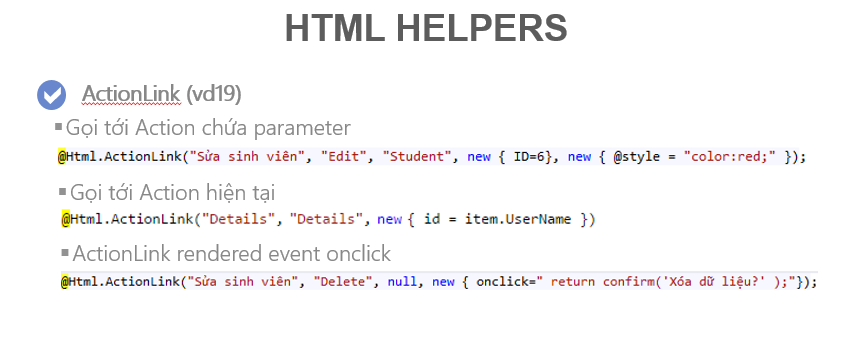 HTML HELPERS
ActionLink (vd19)
Gọi tới Action chứa parameter
@Html.ActionLink("Sửa sinh viên", "Edit", "Student", new { ID=6}, new { @style = "color:red;" });
Gọi tới Action hiện tại
@Html.ActionLink("Details", "Details", new { id = item.UserName })
ActionLink rendered event onclick
@Html.ActionLink("Sửa sinh viên", "Delete", null, new { onclick=" return confirm('Xóa dữ liệu?' );"});